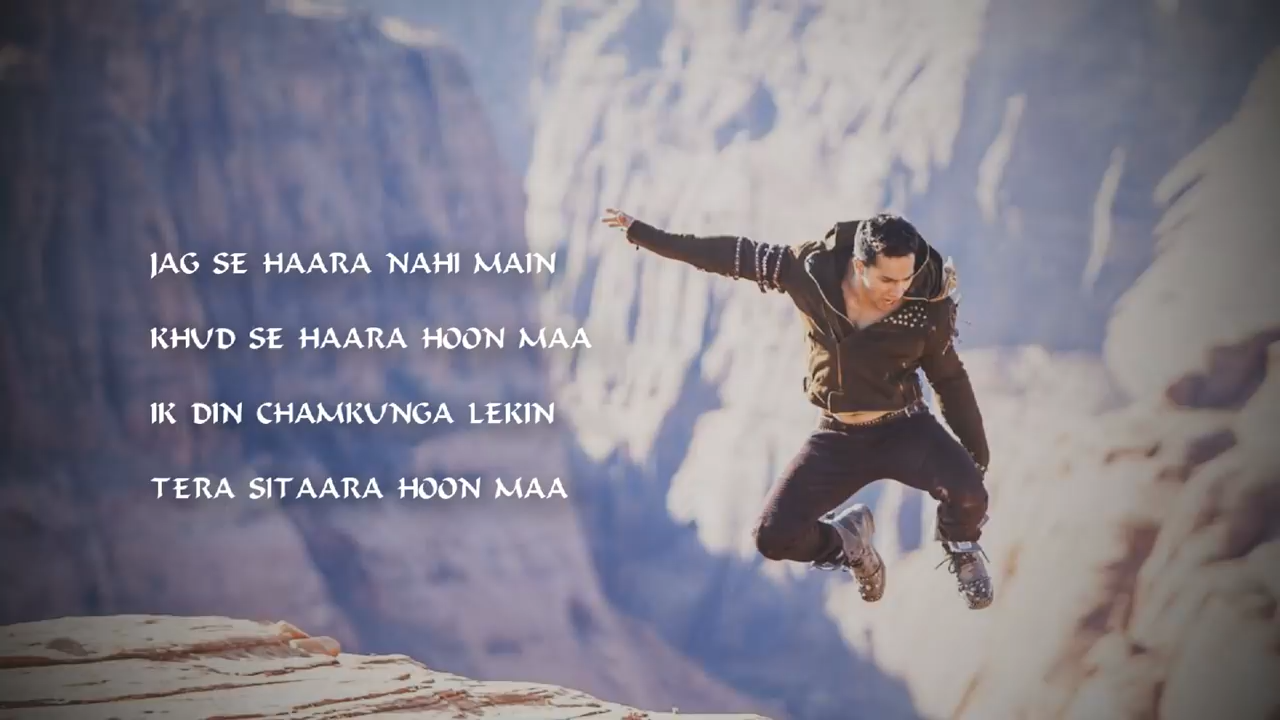 JAG SE HAARA NAHI MAIN
KHUD SE HAARA HOON MAA
IK DIN CHAMKUNGA LEKIN
TERA SITAARA HOON MAA